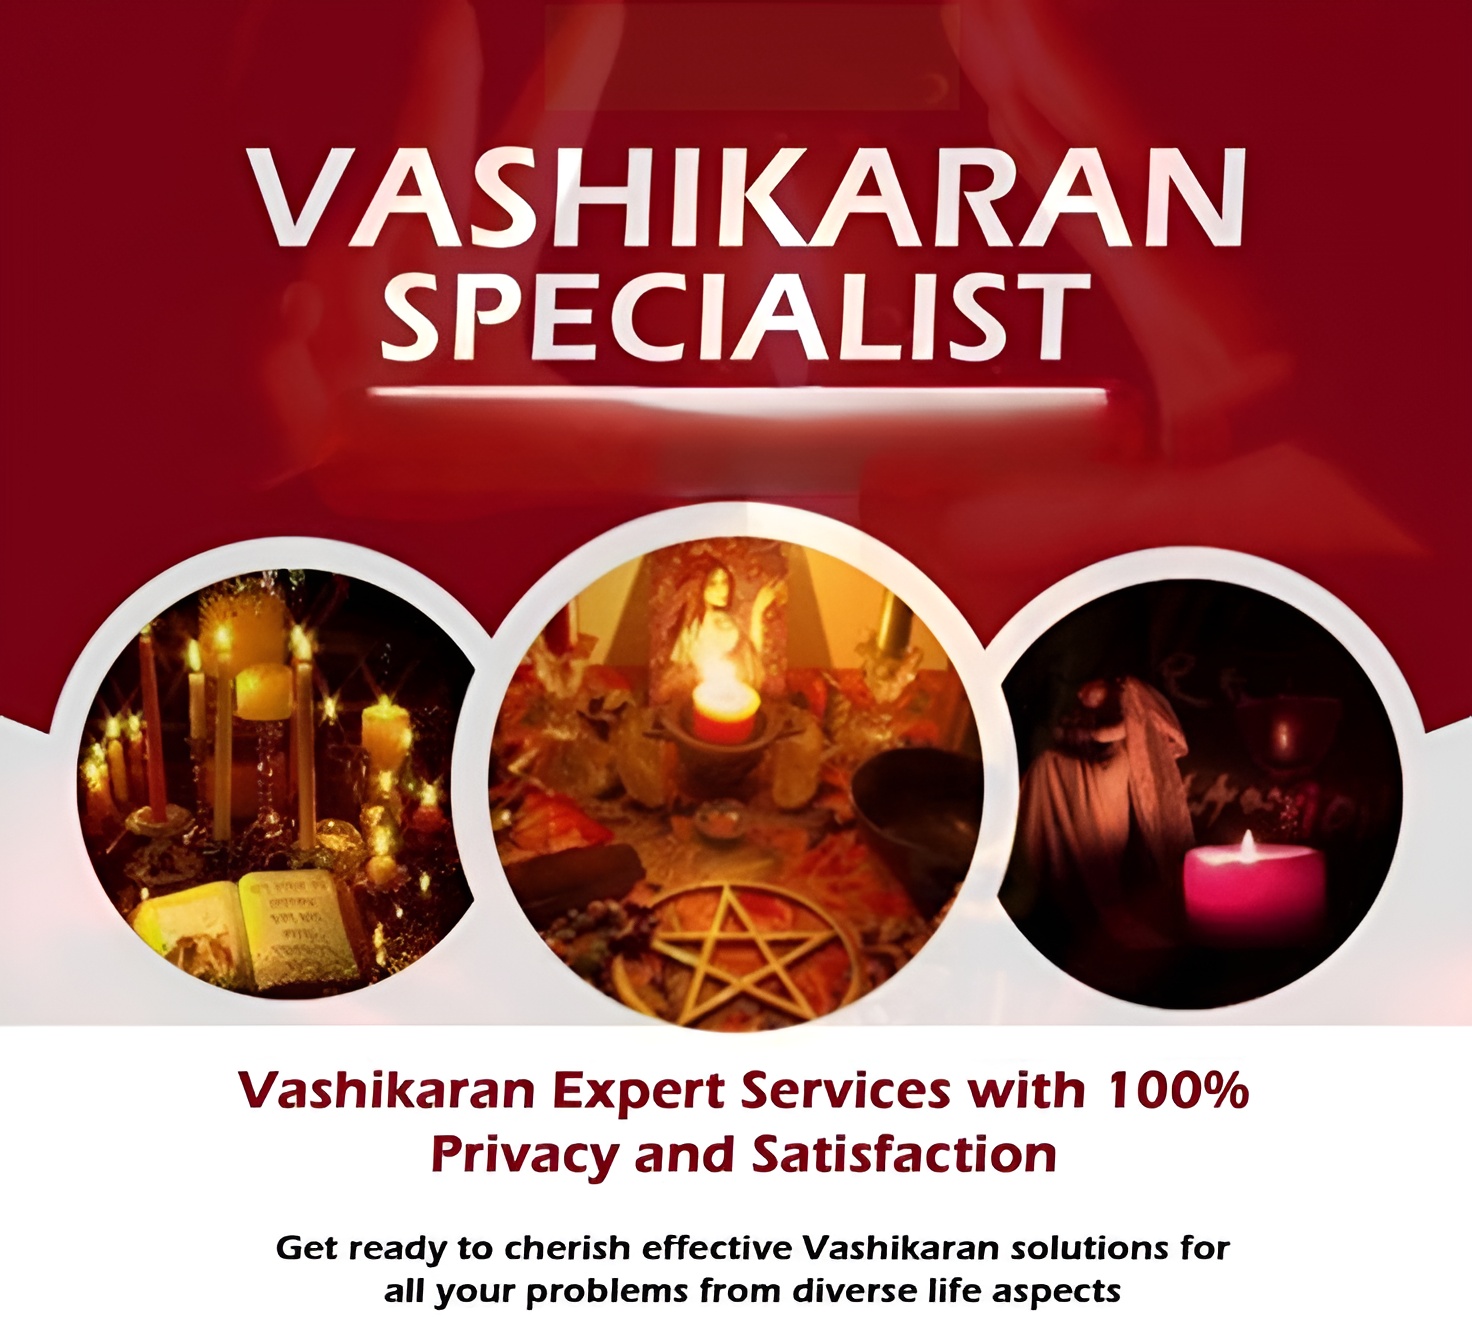 VASHIKARAN
SPECIALIST
Vashikaran Expert Services with 100%
Privacy and Satisfaction
Get ready to cherish effective Vashikaran solutions for
all your problems from diverse life aspects